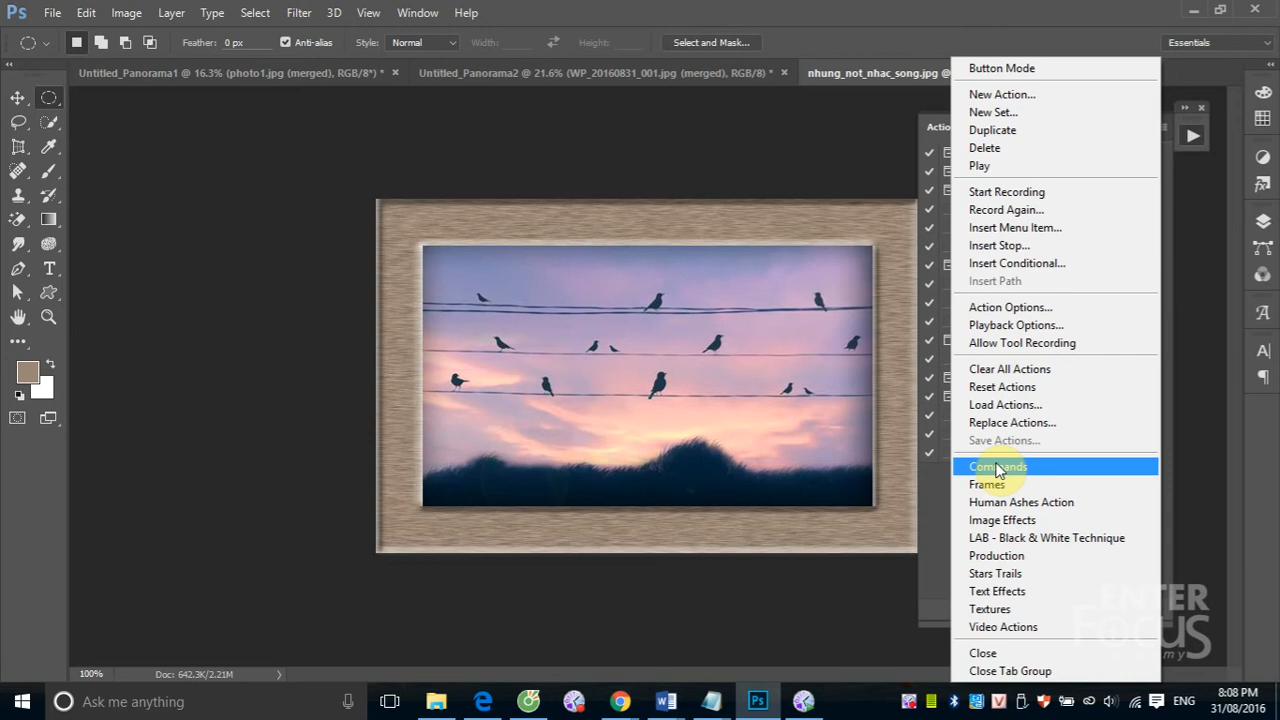 Ps File Edit Image Layer Type Select Filter 3D View Window Help
Feather: 0 px Anti-alias Style: Normal Width: Height: Select and Mask... Essentials
Untitled_Panorama1 @ 16.3% (photo1.jpg (merged), RGB/8*) * × Untitled_Panorama2 @ 21.6% (WP_20160831_001.jpg (merged), RGB/8) * × nhung_not_nhac_song.jpg @
Button Mode
New Action...
New Set...
Duplicate
Delete
Play
Start Recording
Record Again...
Insert Menu Item...
Insert Stop...
Insert Conditional...
Insert Path
Action Options...
Playback Options...
Allow Tool Recording
Clear All Actions
Reset Actions
Load Actions...
Replace Actions...
Save Actions...
Commands
Frames
Human Ashes Action
Image Effects
LAB - Black & White Technique
Production
Stars Trails
Text Effects
Textures
Video Actions
Close
Close Tab Group
Actio
ENTER
FOCUS
100% Doc: 642.3K/2.21M
Ask me anything
Ps
ENG
8:08 PM
31/08/2016